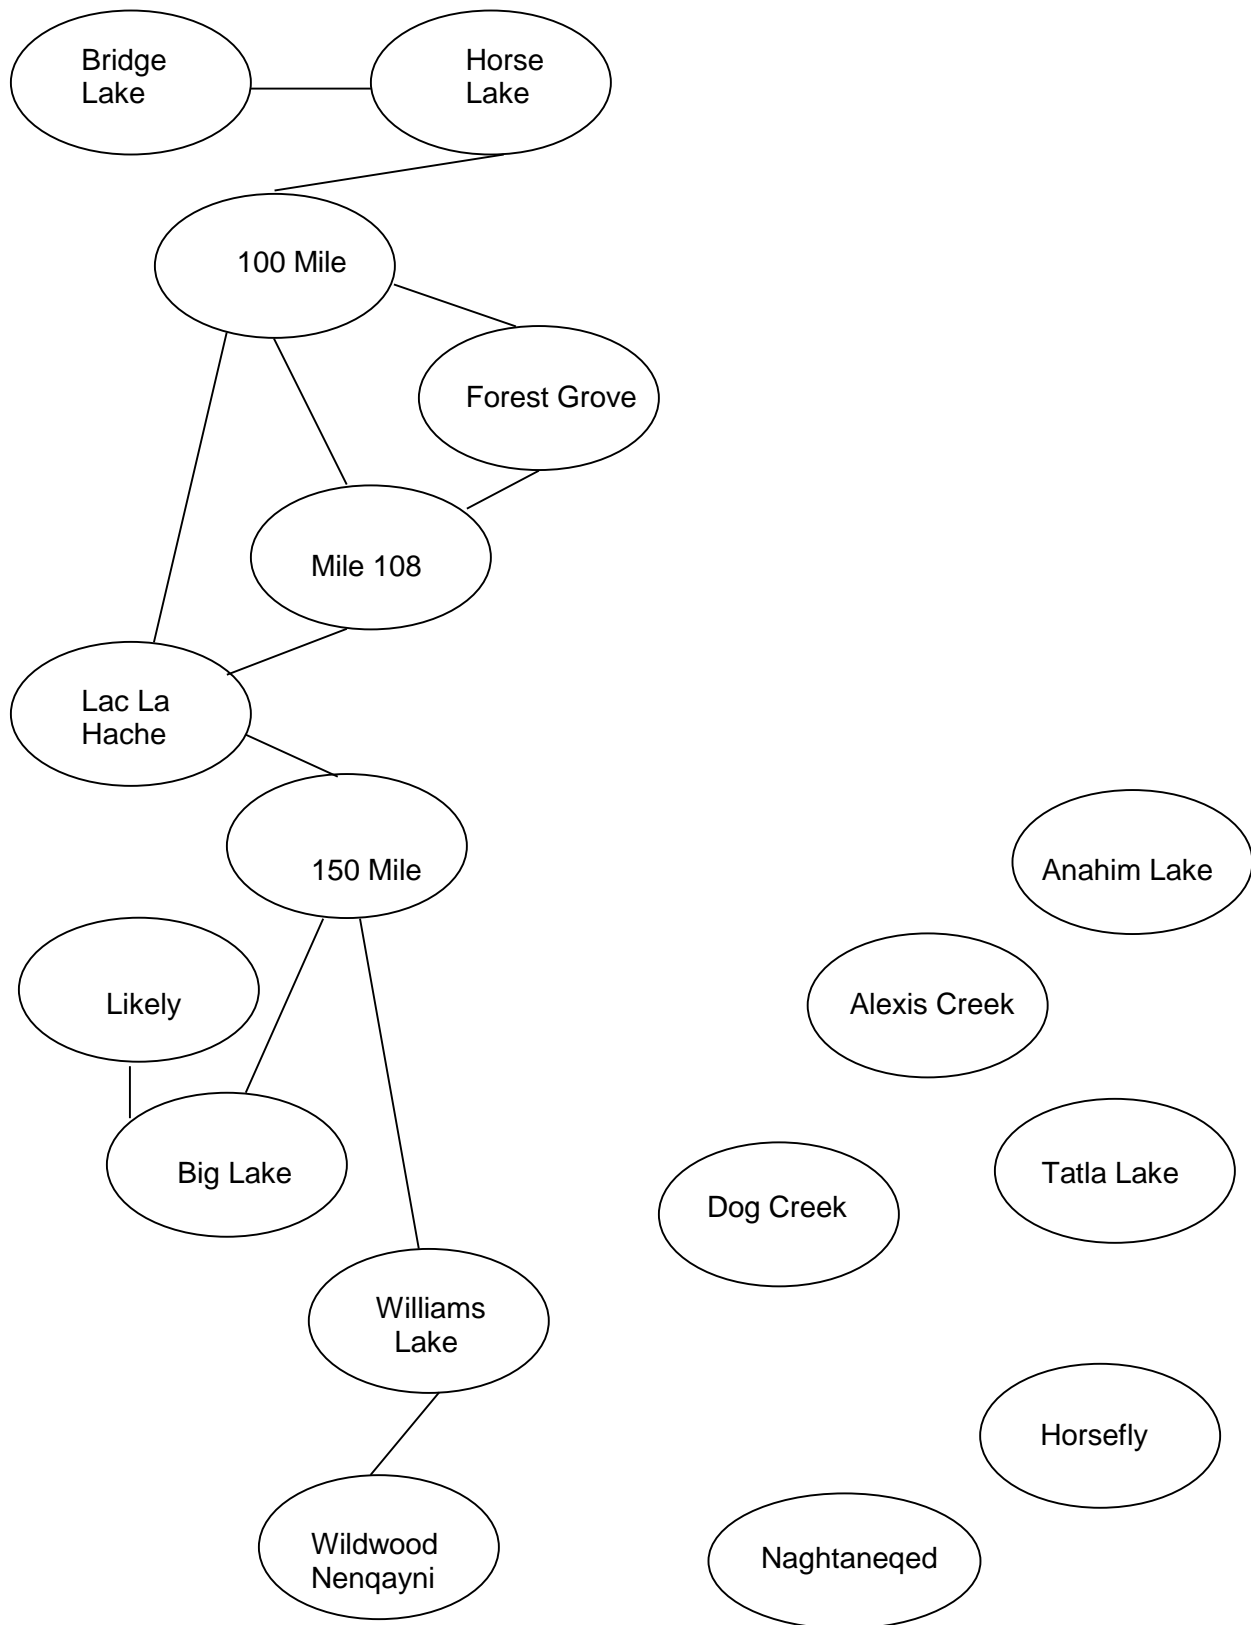 Bridge
Lake
Horse
Lake
100 Mile
Forest Grove
Mile 108
Lac La
Hache
150 Mile
Anahim Lake
Likely
Alexis Creek
Big Lake
Tatla Lake
Dog Creek
Williams
Lake
Horsefly
Wildwood
Nenqayni
Naghtaneqed